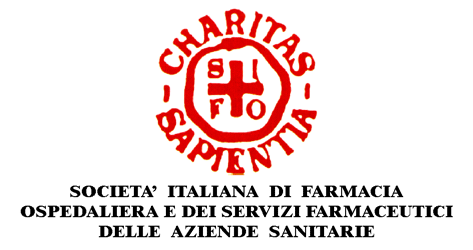 CHARITAS
S I
F O
SAPIENTIA
SOCIETA’ ITALIANA DI FARMACIA
OSPEDALIERA E DEI SERVIZI FARMACEUTICI
DELLE AZIENDE SANITARIE